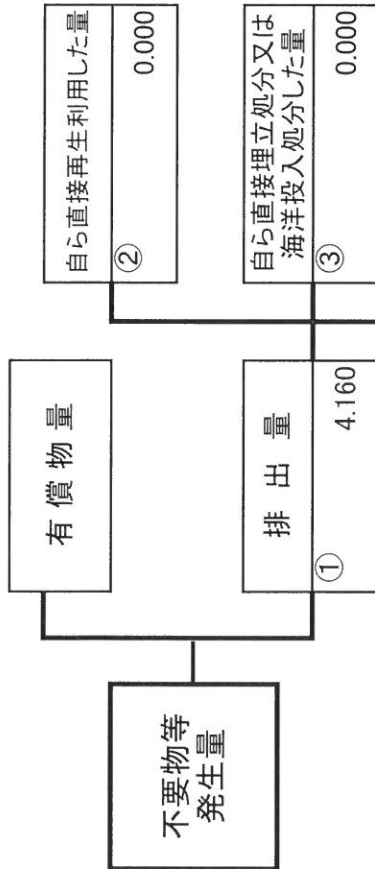 不要物等
発生量
有償物量
排出量
①
4.160
自ら直接再生利用した量
②
0.000
自ら直接埋立処分又は
海洋投入処分した量
③
0.000